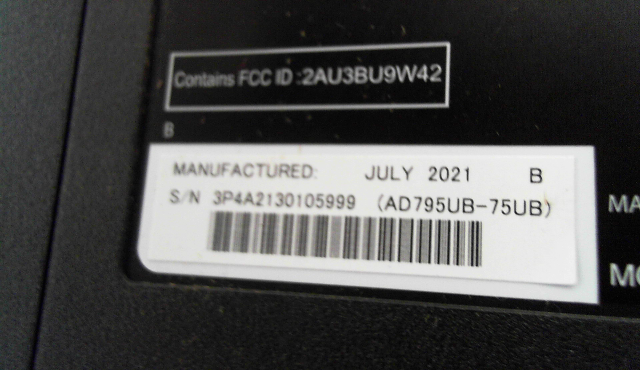 Contains FCC ID :2AU3BU9W42
B
MANUFACTURED: JULY 2021 B
S/N 3P4A2130105999 (AD795UB-75UB)